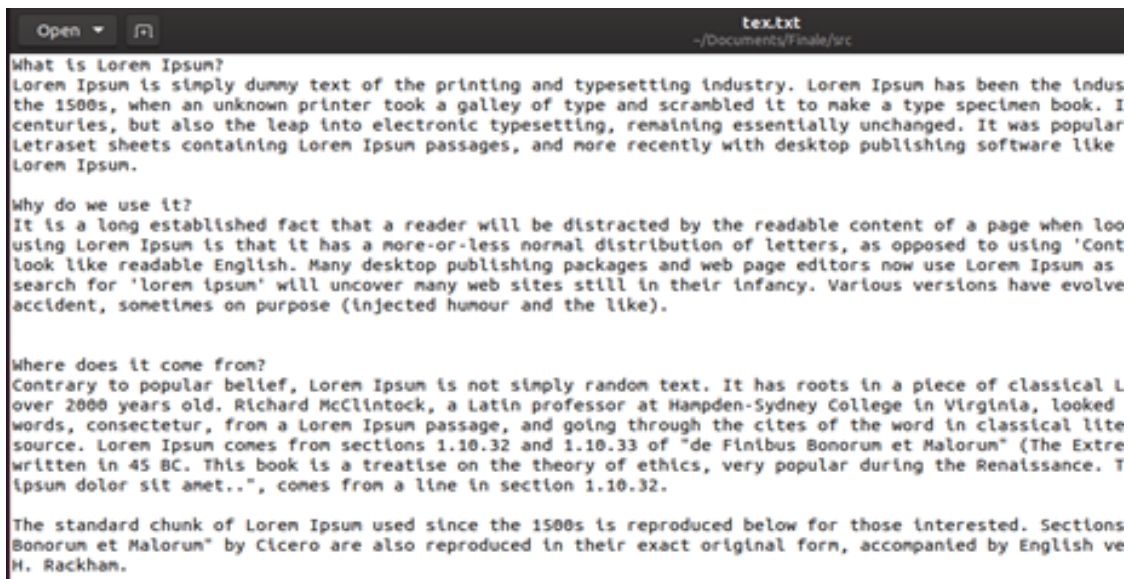 Open
tex.txt
~/Documents/Finale/src
What is Lorem Ipsum?
Lorem Ipsum is simply dummy text of the printing and typesetting industry. Lorem Ipsum has been the indus
the 1500s, when an unknown printer took a galley of type and scrambled it to make a type specimen book. I
centuries, but also the leap into electronic typesetting, remaining essentially unchanged. It was popular
Letraset sheets containing Lorem Ipsum passages, and more recently with desktop publishing software like
Lorem Ipsum.
Why do we use it?
It is a long established fact that a reader will be distracted by the readable content of a page when loo
using Lorem Ipsum is that it has a more-or-less normal distribution of letters, as opposed to using 'Cont
look like readable English. Many desktop publishing packages and web page editors now use Lorem Ipsum as
search for 'lorem ipsum' will uncover many web sites still in their infancy. Various versions have evolve
accident, sometimes on purpose (injected humour and the like).
Where does it come from?
Contrary to popular belief, Lorem Ipsum is not simply random text. It has roots in a piece of classical L
over 2000 years old. Richard McClintock, a Latin professor at Hampden-Sydney College in Virginia, looked
words, consectetur, from a Lorem Ipsum passage, and going through the cites of the word in classical lite
source. Lorem Ipsum comes from sections 1.10.32 and 1.10.33 of "de Finibus Bonorum et Malorum" (The Extre
written in 45 BC. This book is a treatise on the theory of ethics, very popular during the Renaissance. T
ipsum dolor sit amet..", comes from a line in section 1.10.32.
The standard chunk of Lorem Ipsum used since the 1500s is reproduced below for those interested. Sections
Bonorum et Malorum" by Cicero are also reproduced in their exact original form, accompanied by English ve
H. Rackham.